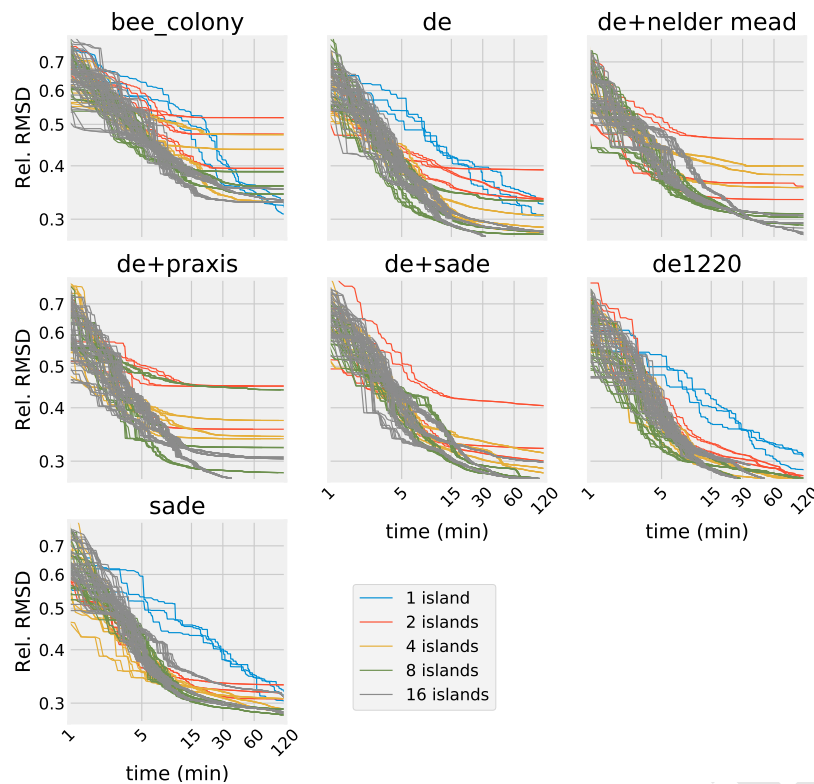 bee_colony de de+nelder mead
0.7
0.6
0.5
0.4
0.3
Rel. RMSD
de+praxis de+sade de1220
0.7
0.6
0.5
0.4
0.3
Rel. RMSD
1 5 15 30 60 120 1 5 15 30 60 120
time (min) time (min)
sade
0.7
0.6
0.5
0.4
0.3
Rel. RMSD
1 5 15 30 60 120
time (min)
1 island
2 islands
4 islands
8 islands
16 islands